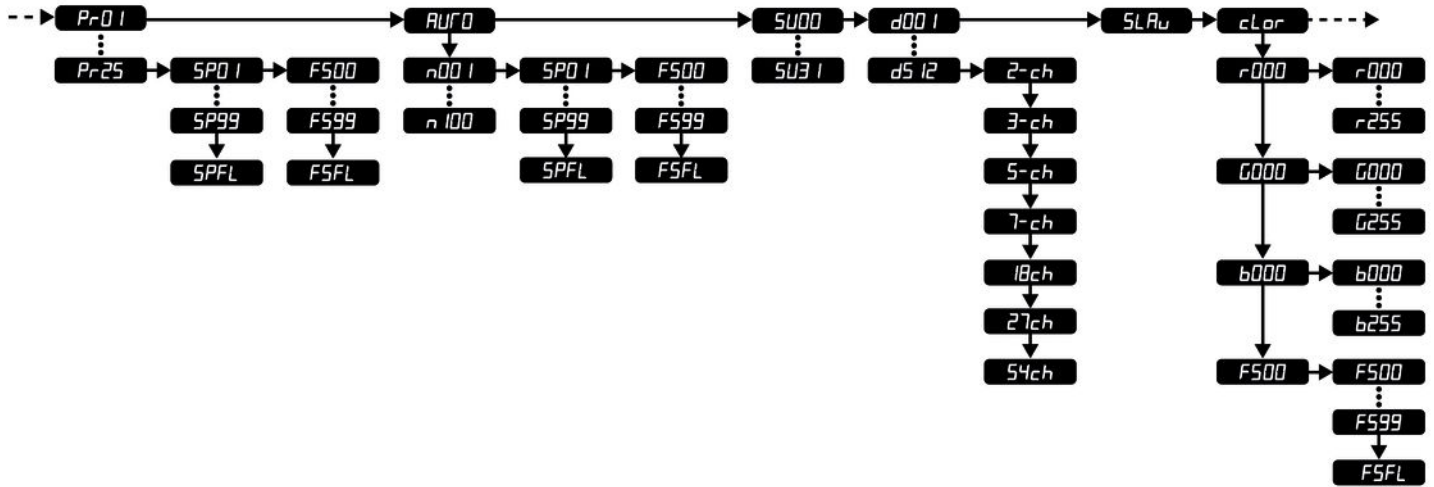 Pr01 AUTO SU00 d001 SLAv cLor
Pr25 SP01 FS00 n001 SP01 FS00 SU31 d512 2-ch r000 r000
SP99 FS99 n100 SP99 FS99 3-ch r255
SPFL FSFL SPFL FSFL 5-ch G000 G000
7-ch G255
18ch b000 b000
27ch b255
54ch FS00 FS00
FS99
FSFL